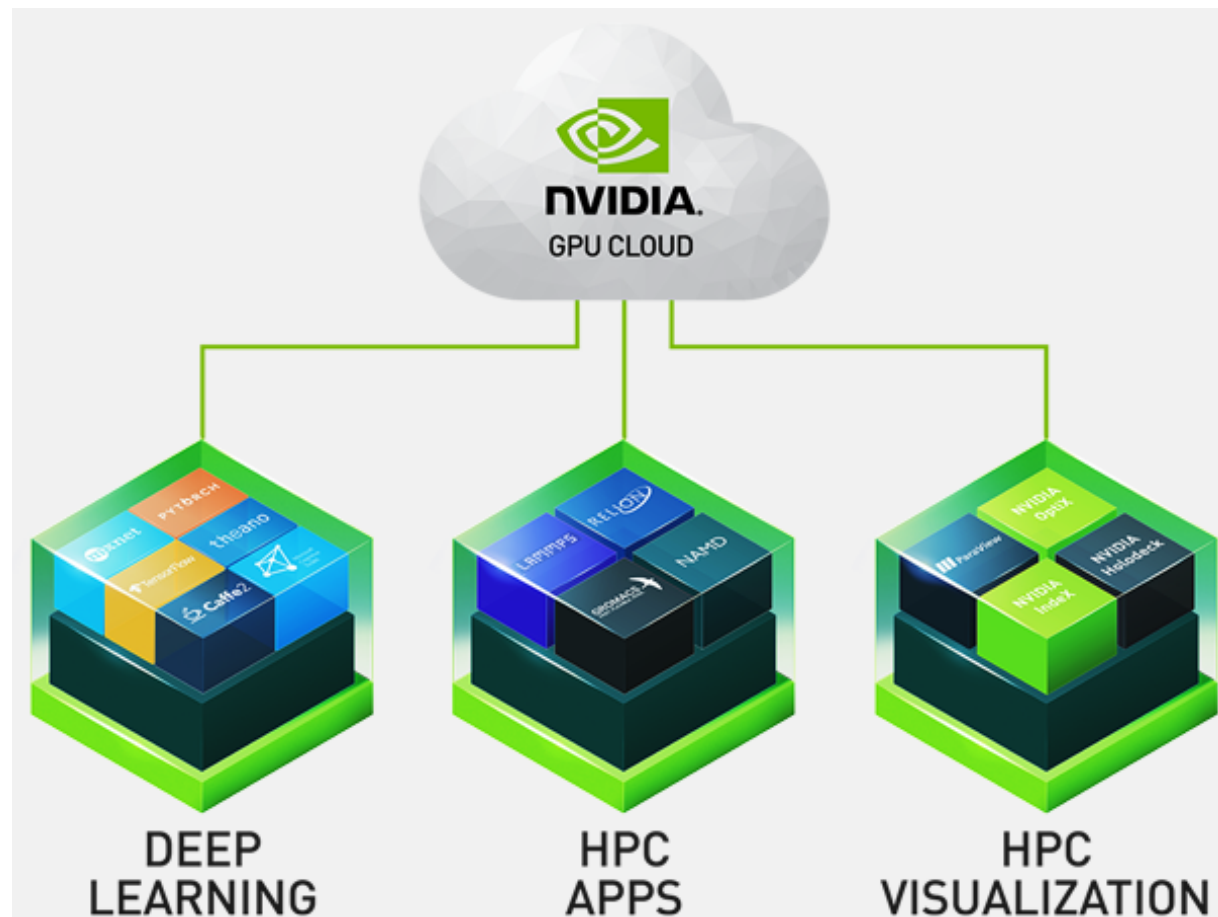 NVIDIA.
GPU CLOUD
PYTORCH
mxnet
theano
TensorFlow
Caffe2
RELION
LAMMPS
NAMD
GROMACS
NVIDIA
OptiX
ParaView
NVIDIA
Holodeck
NVIDIA
IndeX
DEEP
LEARNING
HPC
APPS
HPC
VISUALIZATION